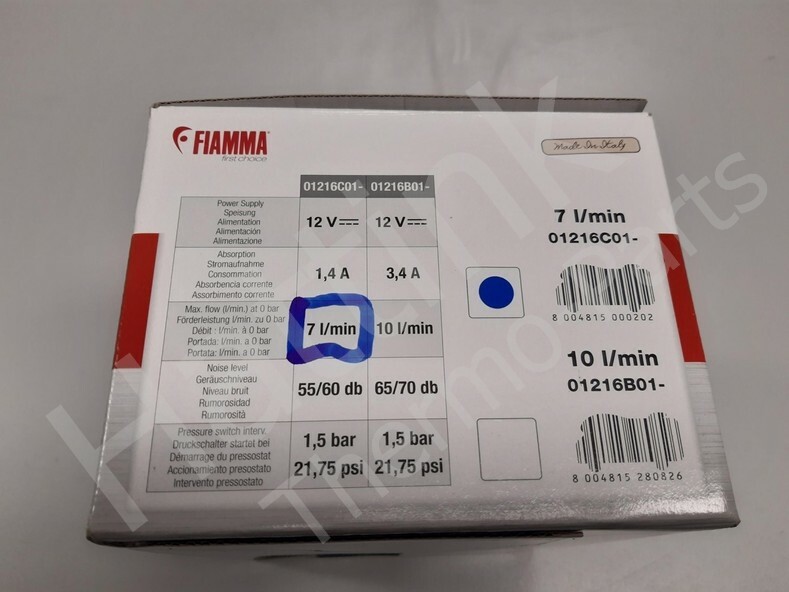 FIAMMA
first choice
Made In Italy
01216C01- 01216B01-
Power Supply
Speisung
Alimentation
Alimentación
Alimentazione
12 V 12 V
Absorption
Stromaufnahme
Consommation
Absorbencia corriente
Assorbimento corrente
1,4 A 3,4 A
Max. flow (l/min.) at 0 bar
Förderleistung l/min. zu 0 bar
Débit : l/min. à 0 bar
Portada: l/min. a 0 bar
Portata: l/min. a 0 bar
7 l/min 10 l/min
Noise level
Geräuschniveau
Niveau bruit
Rumorosidad
Rumorosità
55/60 db 65/70 db
Pressure switch interv.
Druckschalter startet bei
Démarrage du pressostat
Accionamiento presostato
Intervento pressostato
1,5 bar 1,5 bar
21,75 psi 21,75 psi
7 l/min
01216C01-
8 004815 000202
10 l/min
01216B01-
8 004815 280826
Thermo parts